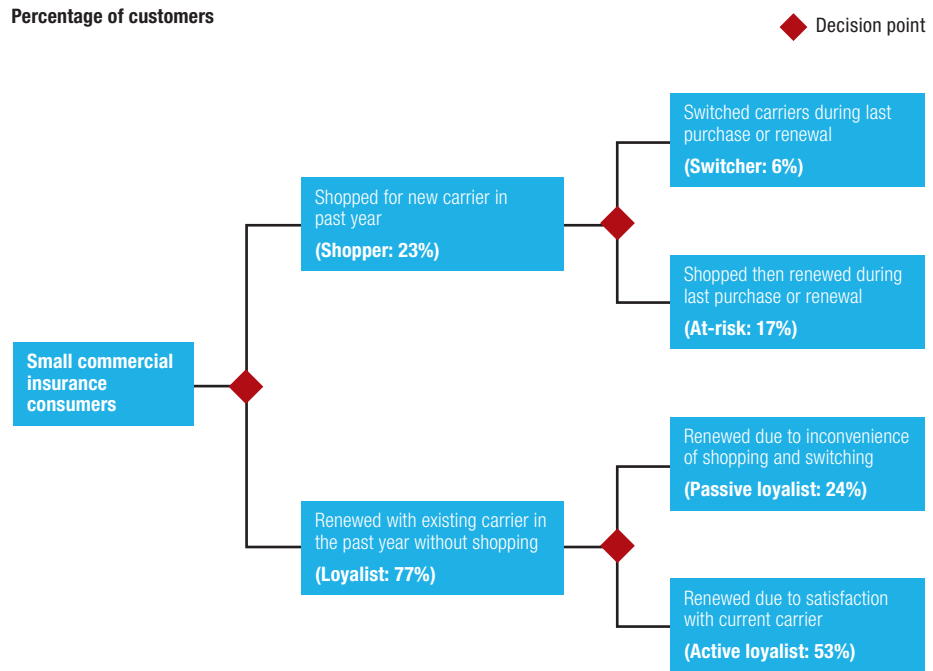 Percentage of customers
Decision point
Switched carriers during last
purchase or renewal
(Switcher: 6%)
Shopped for new carrier in
past year
(Shopper: 23%)
Shopped then renewed during
last purchase or renewal
(At-risk: 17%)
Small commercial
insurance
consumers
Renewed due to inconvenience
of shopping and switching
(Passive loyalist: 24%)
Renewed with existing carrier in
the past year without shopping
(Loyalist: 77%)
Renewed due to satisfaction
with current carrier
(Active loyalist: 53%)